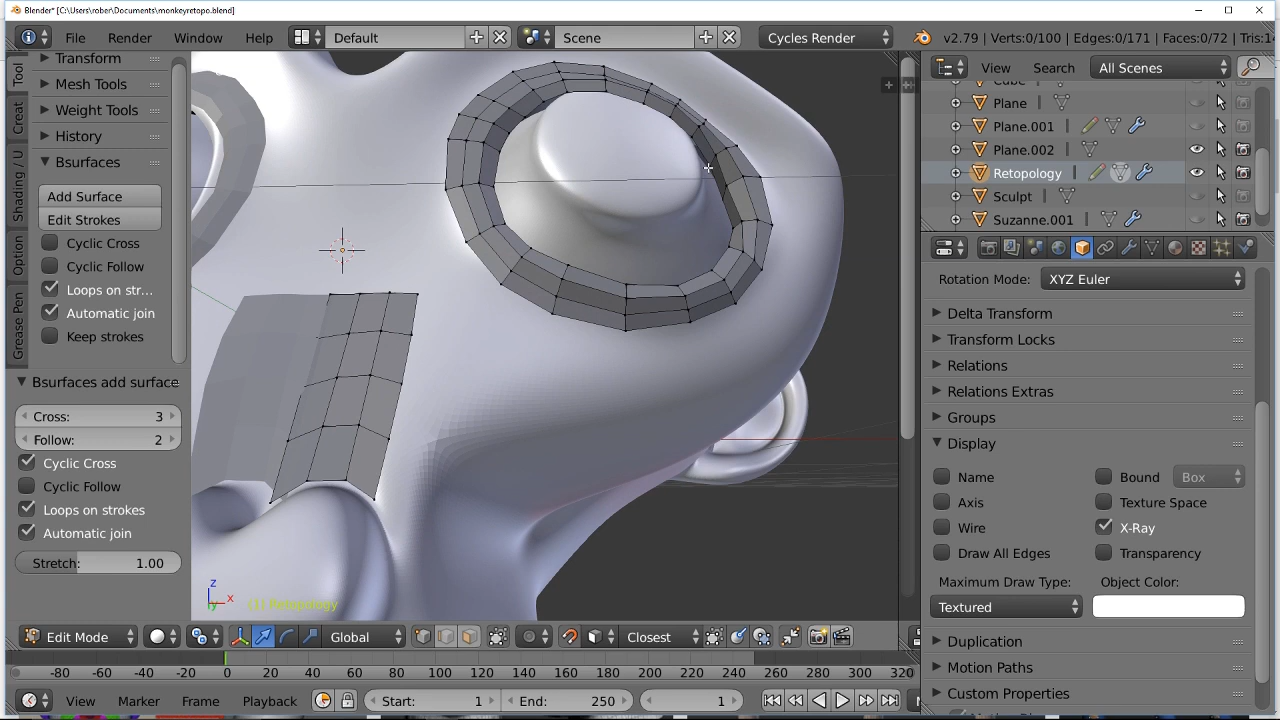 Blender* [C:\Users\rober\Documents\monkeyretopo.blend]
File Render Window Help Default Scene Cycles Render v2.79 | Verts:0/100 | Edges:0/171 | Faces:0/72 | Tris:14
Tool
Creat
Shading / U
Option
Grease Pen
Transform
Mesh Tools
Weight Tools
History
Bsurfaces
Add Surface
Edit Strokes
Cyclic Cross
Cyclic Follow
Loops on str...
Automatic join
Keep strokes
Bsurfaces add surface
Cross: 3
Follow: 2
Cyclic Cross
Cyclic Follow
Loops on strokes
Automatic join
Stretch: 1.00
z
x
y
(1) Retopology
Edit Mode Global Closest
-80 -60 -40 -20 0 20 40 60 80 100 120 140 160 180 200 220 240 260 280 300 320
View Marker Frame Playback Start: 1 End: 250 1
View Search All Scenes
Cube
Plane
Plane.001
Plane.002
Retopology
Sculpt
Suzanne.001
Rotation Mode: XYZ Euler
Delta Transform
Transform Locks
Relations
Relations Extras
Groups
Display
Name Bound Box
Axis Texture Space
Wire X-Ray
Draw All Edges Transparency
Maximum Draw Type: Object Color:
Textured
Duplication
Motion Paths
Custom Properties